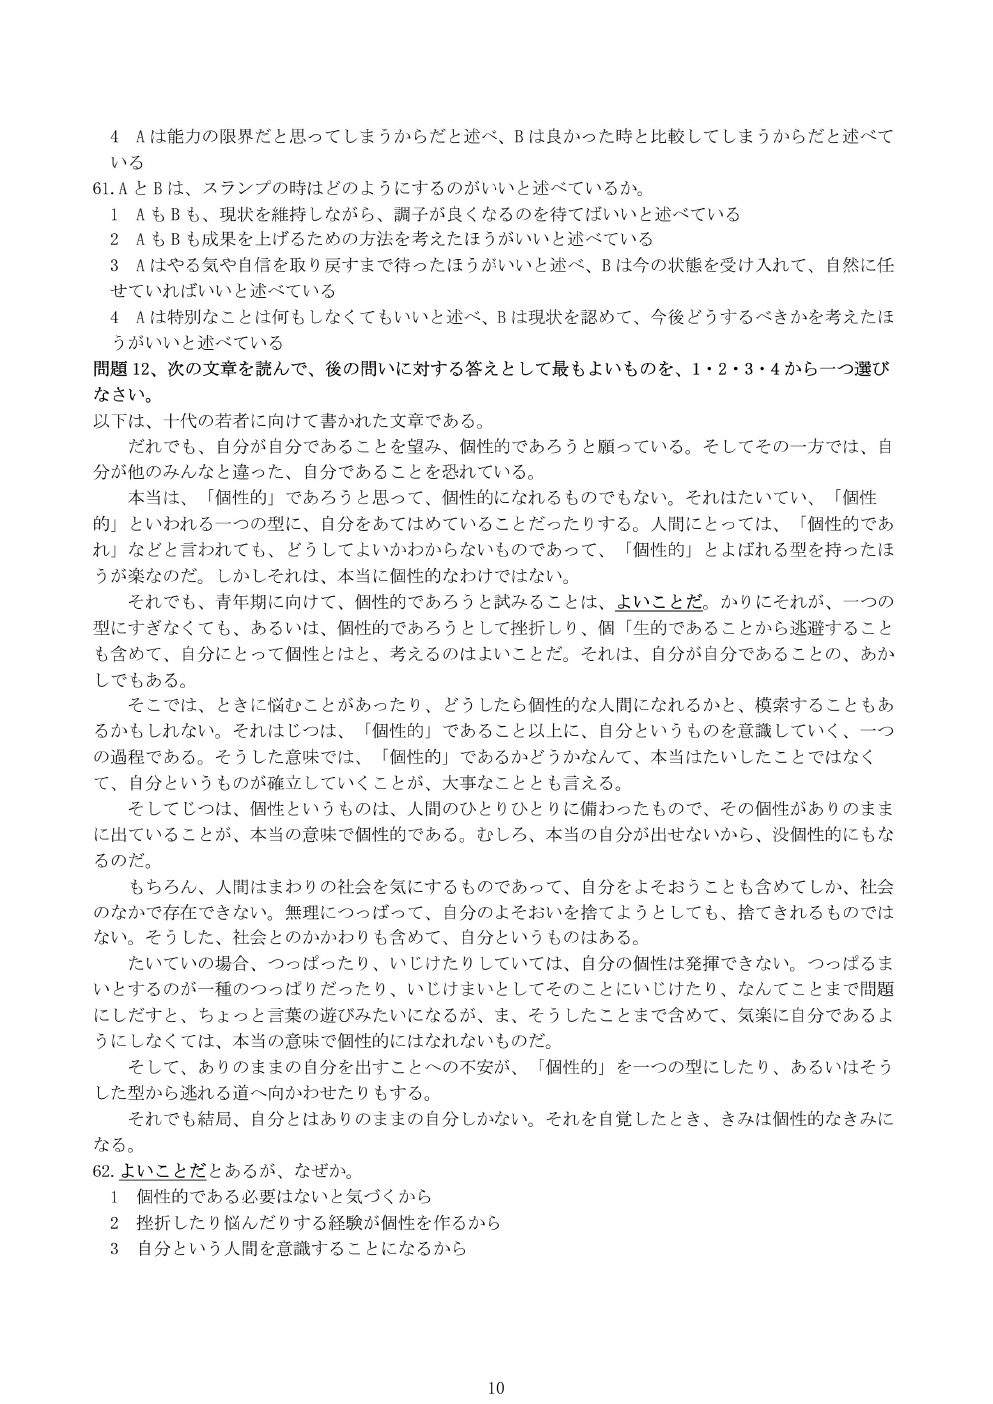 4　Aは能力の限界だと思ってしまうからだと述べ、Bは良かった時と比較してしまうからだと述べて
いる
61.AとBは、スランプの時はどのようにするのがいいと述べているか。
1　AもBも、現状を維持しながら、調子が良くなるのを待てばいいと述べている
2　AもBも成果を上げるための方法を考えたほうがいいと述べている
3　Aはやる気や自信を取り戻すまで待ったほうがいいと述べ、Bは今の状態を受け入れて、自然に任
せていればいいと述べている
4　Aは特別なことは何もしなくてもいいと述べ、Bは現状を認めて、今後どうするべきかを考えたほ
うがいいと述べている
問題12、次の文章を読んで、後の問いに対する答えとして最もよいものを、1・2・3・4から一つ選び
なさい。
以下は、十代の若者に向けて書かれた文章である。
　だれでも、自分が自分であることを望み、個性的であろうと願っている。そしてその一方では、自
分が他のみんなと違った、自分であることを恐れている。
　本当は、「個性的」であろうと思って、個性的になれるものでもない。それはたいてい、「個性
的」といわれる一つの型に、自分をあてはめていることだったりする。人間にとっては、「個性的であ
れ」などと言われても、どうしてよいかわからないものであって、「個性的」とよばれる型を持ったほ
うが楽なのだ。しかしそれは、本当に個性的なわけではない。
　それでも、青年期に向けて、個性的であろうと試みることは、よいことだ。かりにそれが、一つの
型にすぎなくても、あるいは、個性的であろうとして挫折しり、個「生的であることから逃避すること
も含めて、自分にとって個性とはと、考えるのはよいことだ。それは、自分が自分であることの、あか
しでもある。
　そこでは、ときに悩むことがあったり、どうしたら個性的な人間になれるかと、模索することもあ
るかもしれない。それはじつは、「個性的」であること以上に、自分というものを意識していく、一つ
の過程である。そうした意味では、「個性的」であるかどうかなんて、本当はたいしたことではなく
て、自分というものが確立していくことが、大事なこととも言える。
　そしてじつは、個性というものは、人間のひとりひとりに備わったもので、その個性がありのまま
に出ていることが、本当の意味で個性的である。むしろ、本当の自分が出せないから、没個性的にもな
るのだ。
　もちろん、人間はまわりの社会を気にするものであって、自分をよそおうことも含めてしか、社会
のなかで存在できない。無理につっぱって、自分のよそおいを捨てようとしても、捨てきれるものでは
ない。そうした、社会とのかかわりも含めて、自分というものはある。
　たいていの場合、つっぱったり、いじけたりしていては、自分の個性は発揮できない。つっぱるま
いとするのが一種のつっぱりだったり、いじけまいとしてそのことにいじけたり、なんてことまで問題
にしだすと、ちょっと言葉の遊びみたいになるが、ま、そうしたことまで含めて、気楽に自分であるよ
うにしなくては、本当の意味で個性的にはなれないものだ。
　そして、ありのままの自分を出すことへの不安が、「個性的」を一つの型にしたり、あるいはそう
した型から逃れる道へ向かわせたりもする。
　それでも結局、自分とはありのままの自分しかない。それを自覚したとき、きみは個性的なきみに
なる。
62.よいことだとあるが、なぜか。
1　個性的である必要はないと気づくから
2　挫折したり悩んだりする経験が個性を作るから
3　自分という人間を意識することになるから
10